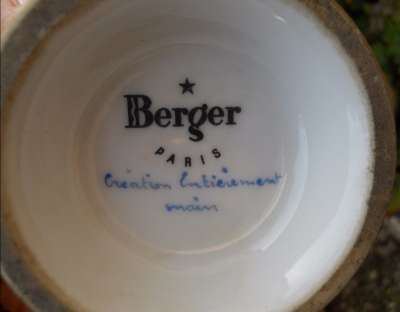 Berger
PARIS
Création Entièrement
main